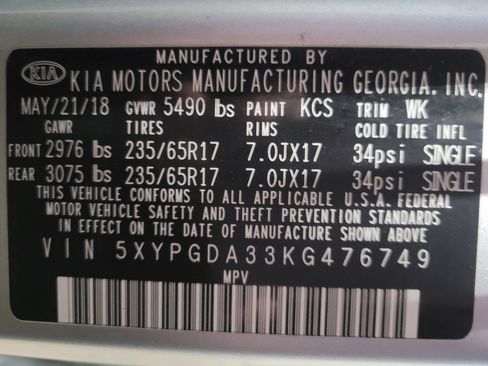 MANUFACTURED BY
KIA KIA MOTORS MANUFACTURING GEORGIA, INC.
MAY/21/18 GVWR 5490 lbs PAINT KCS TRIM WK
GAWR TIRES RIMS COLD TIRE INFL
FRONT 2976 lbs 235/65R17 7.0JX17 34psi SINGLE
REAR 3075 lbs 235/65R17 7.0JX17 34psi SINGLE
THIS VEHICLE CONFORMS TO ALL APPLICABLE U.S.A. FEDERAL
MOTOR VEHICLE SAFETY AND THEFT PREVENTION STANDARDS
IN EFFECT ON THE DATE OF MANUFACTURE SHOWN ABOVE.
VIN 5XYPGDA33KG476749
MPV